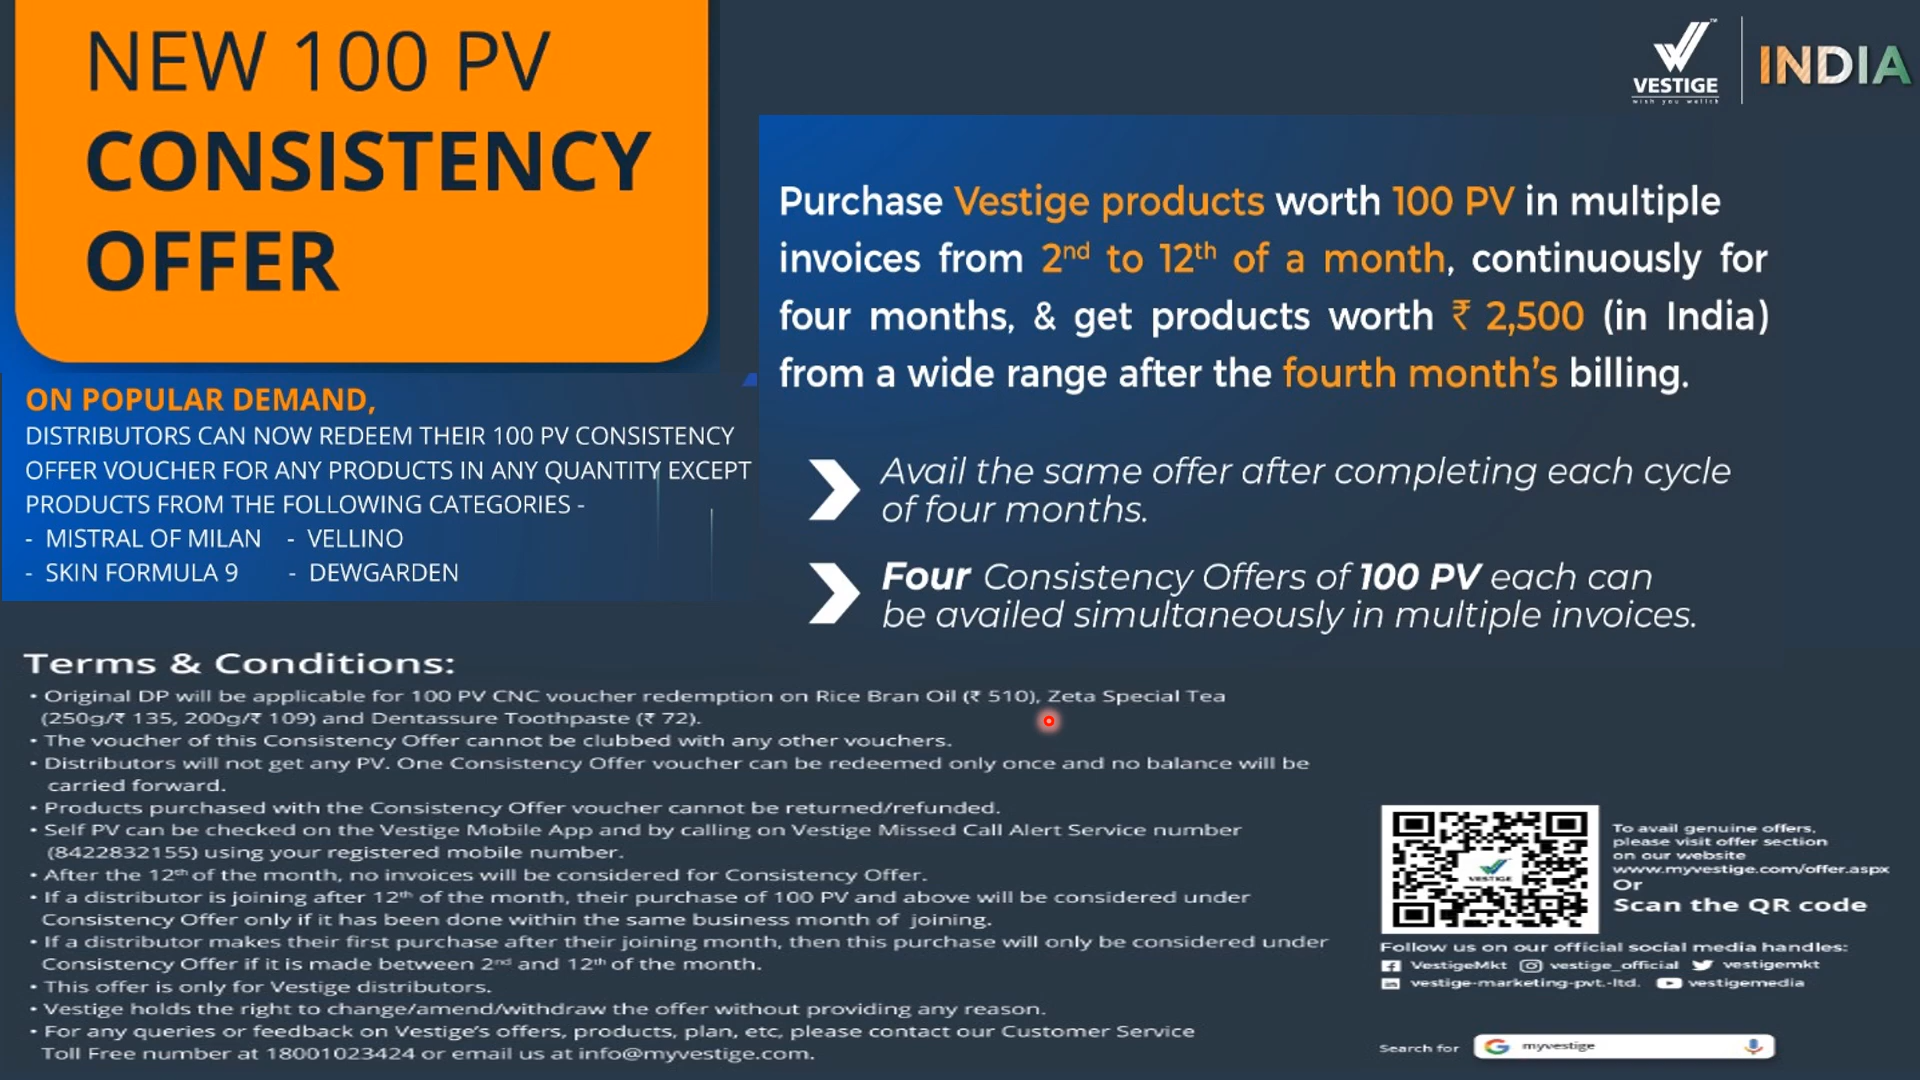 NEW 100 PV
CONSISTENCY
OFFER
VESTIGE
wish you wellth
INDIA
Purchase Vestige products worth 100 PV in multiple
invoices from 2nd to 12th of a month, continuously for
four months, & get products worth ₹ 2,500 (in India)
from a wide range after the fourth month's billing.
ON POPULAR DEMAND,
DISTRIBUTORS CAN NOW REDEEM THEIR 100 PV CONSISTENCY
OFFER VOUCHER FOR ANY PRODUCTS IN ANY QUANTITY EXCEPT
PRODUCTS FROM THE FOLLOWING CATEGORIES -
- MISTRAL OF MILAN - VELLINO
- SKIN FORMULA 9 - DEWGARDEN
Avail the same offer after completing each cycle
of four months.
Four Consistency Offers of 100 PV each can
be availed simultaneously in multiple invoices.
Terms & Conditions:
• Original DP will be applicable for 100 PV CNC voucher redemption on Rice Bran Oil (₹ 510), Zeta Special Tea
(250g/₹ 135, 200g/₹ 109) and Dentassure Toothpaste (₹ 72).
• The voucher of this Consistency Offer cannot be clubbed with any other vouchers.
• Distributors will not get any PV. One Consistency Offer voucher can be redeemed only once and no balance will be
carried forward.
• Products purchased with the Consistency Offer voucher cannot be returned/refunded.
• Self PV can be checked on the Vestige Mobile App and by calling on Vestige Missed Call Alert Service number
(8422832155) using your registered mobile number.
• After the 12th of the month, no invoices will be considered for Consistency Offer.
• If a distributor is joining after 12th of the month, their purchase of 100 PV and above will be considered under
Consistency Offer only if it has been done within the same business month of joining.
• If a distributor makes their first purchase after their joining month, then this purchase will only be considered under
Consistency Offer if it is made between 2nd and 12th of the month.
• This offer is only for Vestige distributors.
• Vestige holds the right to change/amend/withdraw the offer without providing any reason.
• For any queries or feedback on Vestige's offers, products, plan, etc, please contact our Customer Service
Toll Free number at 18001023424 or email us at info@myvestige.com.
VESTIGE
To avail genuine offers,
please visit offer section
on our website
www.myvestige.com/offer.aspx
Or
Scan the QR code
Follow us on our official social media handles:
VestigeMkt vestige_official vestigemkt
vestige-marketing-pvt.-ltd. vestigemedia
Search for myvestige